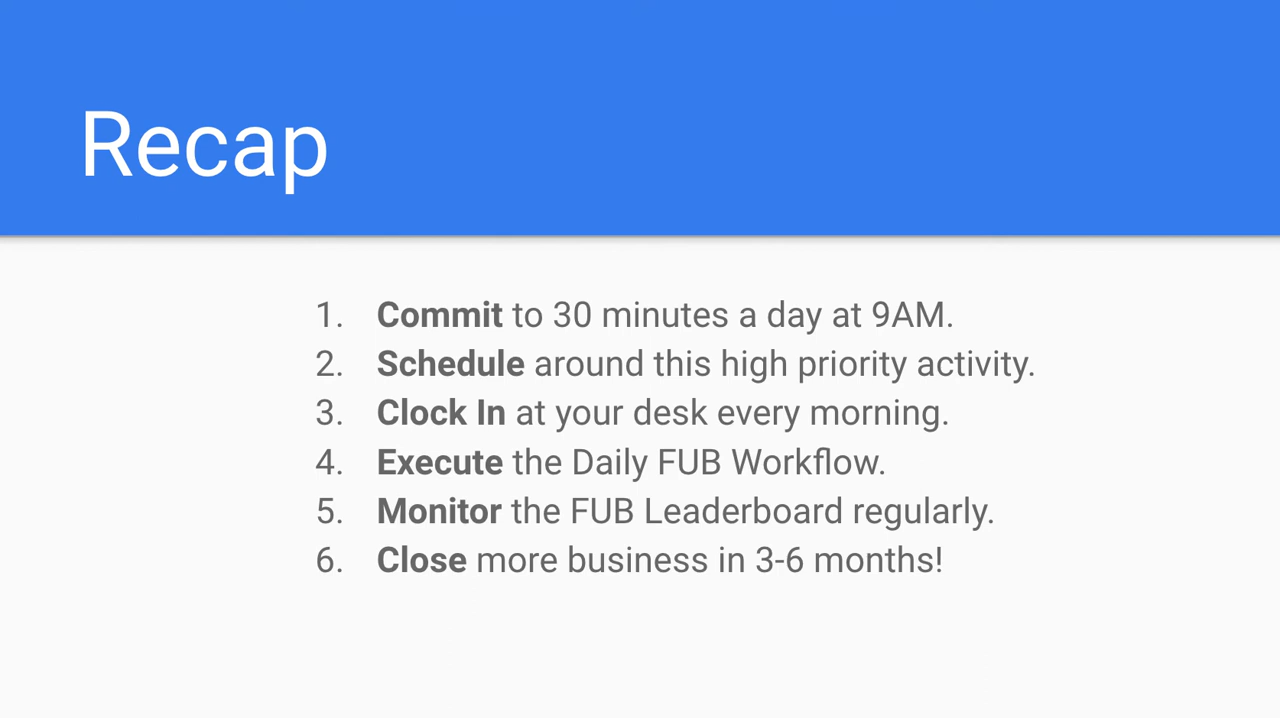 Recap
1. Commit to 30 minutes a day at 9AM.
2. Schedule around this high priority activity.
3. Clock In at your desk every morning.
4. Execute the Daily FUB Workflow.
5. Monitor the FUB Leaderboard regularly.
6. Close more business in 3-6 months!